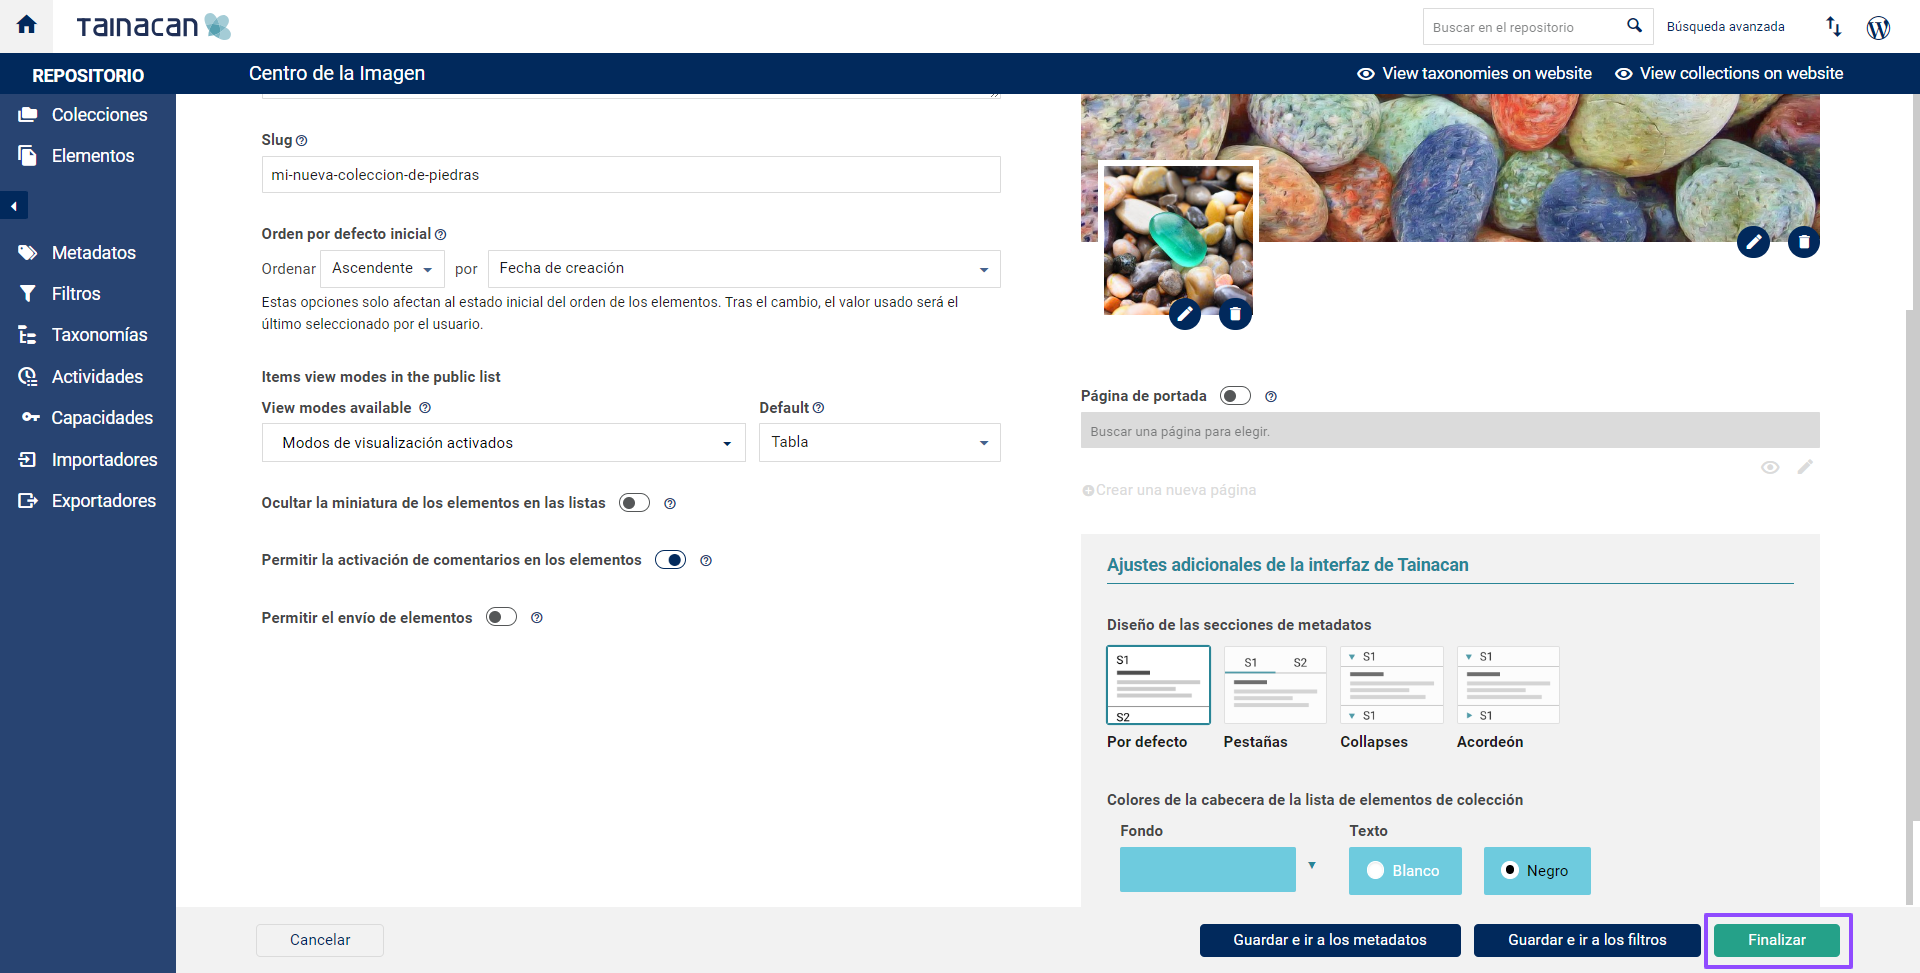 TAINACAN
Buscar en el repositorio
Búsqueda avanzada
REPOSITORIO
Centro de la Imagen
View taxonomies on website
View collections on website
Colecciones
Elementos
Metadatos
Filtros
Taxonomías
Actividades
Capacidades
Importadores
Exportadores
Slug
mi-nueva-coleccion-de-piedras
Orden por defecto inicial
Ordenar
Ascendente
por
Fecha de creación
Estas opciones solo afectan al estado inicial del orden de los elementos. Tras el cambio, el valor usado será el
último seleccionado por el usuario.
Items view modes in the public list
View modes available
Default
Modos de visualización activados
Tabla
Ocultar la miniatura de los elementos en las listas
Permitir la activación de comentarios en los elementos
Permitir el envío de elementos
Página de portada
Buscar una página para elegir.
Crear una nueva página
Ajustes adicionales de la interfaz de Tainacan
Diseño de las secciones de metadatos
S1
S2
S1 S2
S1
S1
S1
S1
Por defecto
Pestañas
Collapses
Acordeón
Colores de la cabecera de la lista de elementos de colección
Fondo
Texto
Blanco
Negro
Cancelar
Guardar e ir a los metadatos
Guardar e ir a los filtros
Finalizar